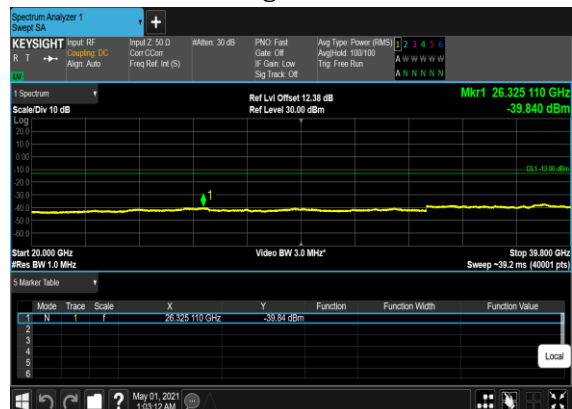 Spectrum Analyzer 1
Swept SA
KEYSIGHT Input: RF Input Z: 50 Ω #Atten: 30 dB PNO: Fast Avg Type: Power (RMS) 1 2 3 4 5 6
R T Coupling: DC Corr CCorr Gate: Off Avg|Hold: 100/100 A W W W W W
Align: Auto Freq Ref: Int (S) IF Gain: Low Trig: Free Run
LW Sig Track: Off A N N N N N
1 Spectrum Ref Lvl Offset 12.38 dB Mkr1 26.325 110 GHz
Scale/Div 10 dB Ref Level 30.00 dBm -39.840 dBm
Log
20.0
10.0
0.00
-10.0 DL1 -13.00 dBm
-20.0
-30.0
-40.0 1
-50.0
-60.0
Start 20.000 GHz Video BW 3.0 MHz* Stop 39.800 GHz
#Res BW 1.0 MHz Sweep ~39.2 ms (40001 pts)
5 Marker Table
Mode Trace Scale X Y Function Function Width Function Value
1 N 1 f 26.325 110 GHz -39.84 dBm
2
3
4
5
6
Local
? May 01, 2021
1:03:12 AM